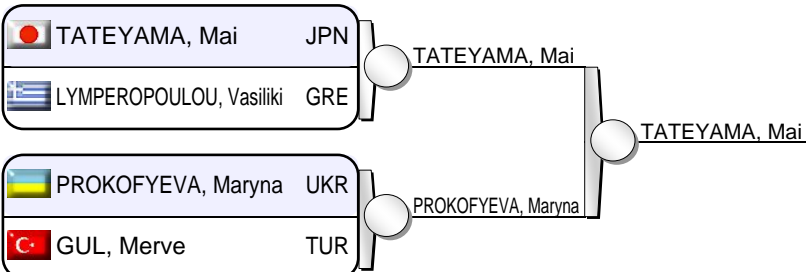 TATEYAMA, Mai JPN
TATEYAMA, Mai
LYMPEROPOULOU, Vasiliki GRE
TATEYAMA, Mai
PROKOFYEVA, Maryna UKR
PROKOFYEVA, Maryna
GUL, Merve TUR